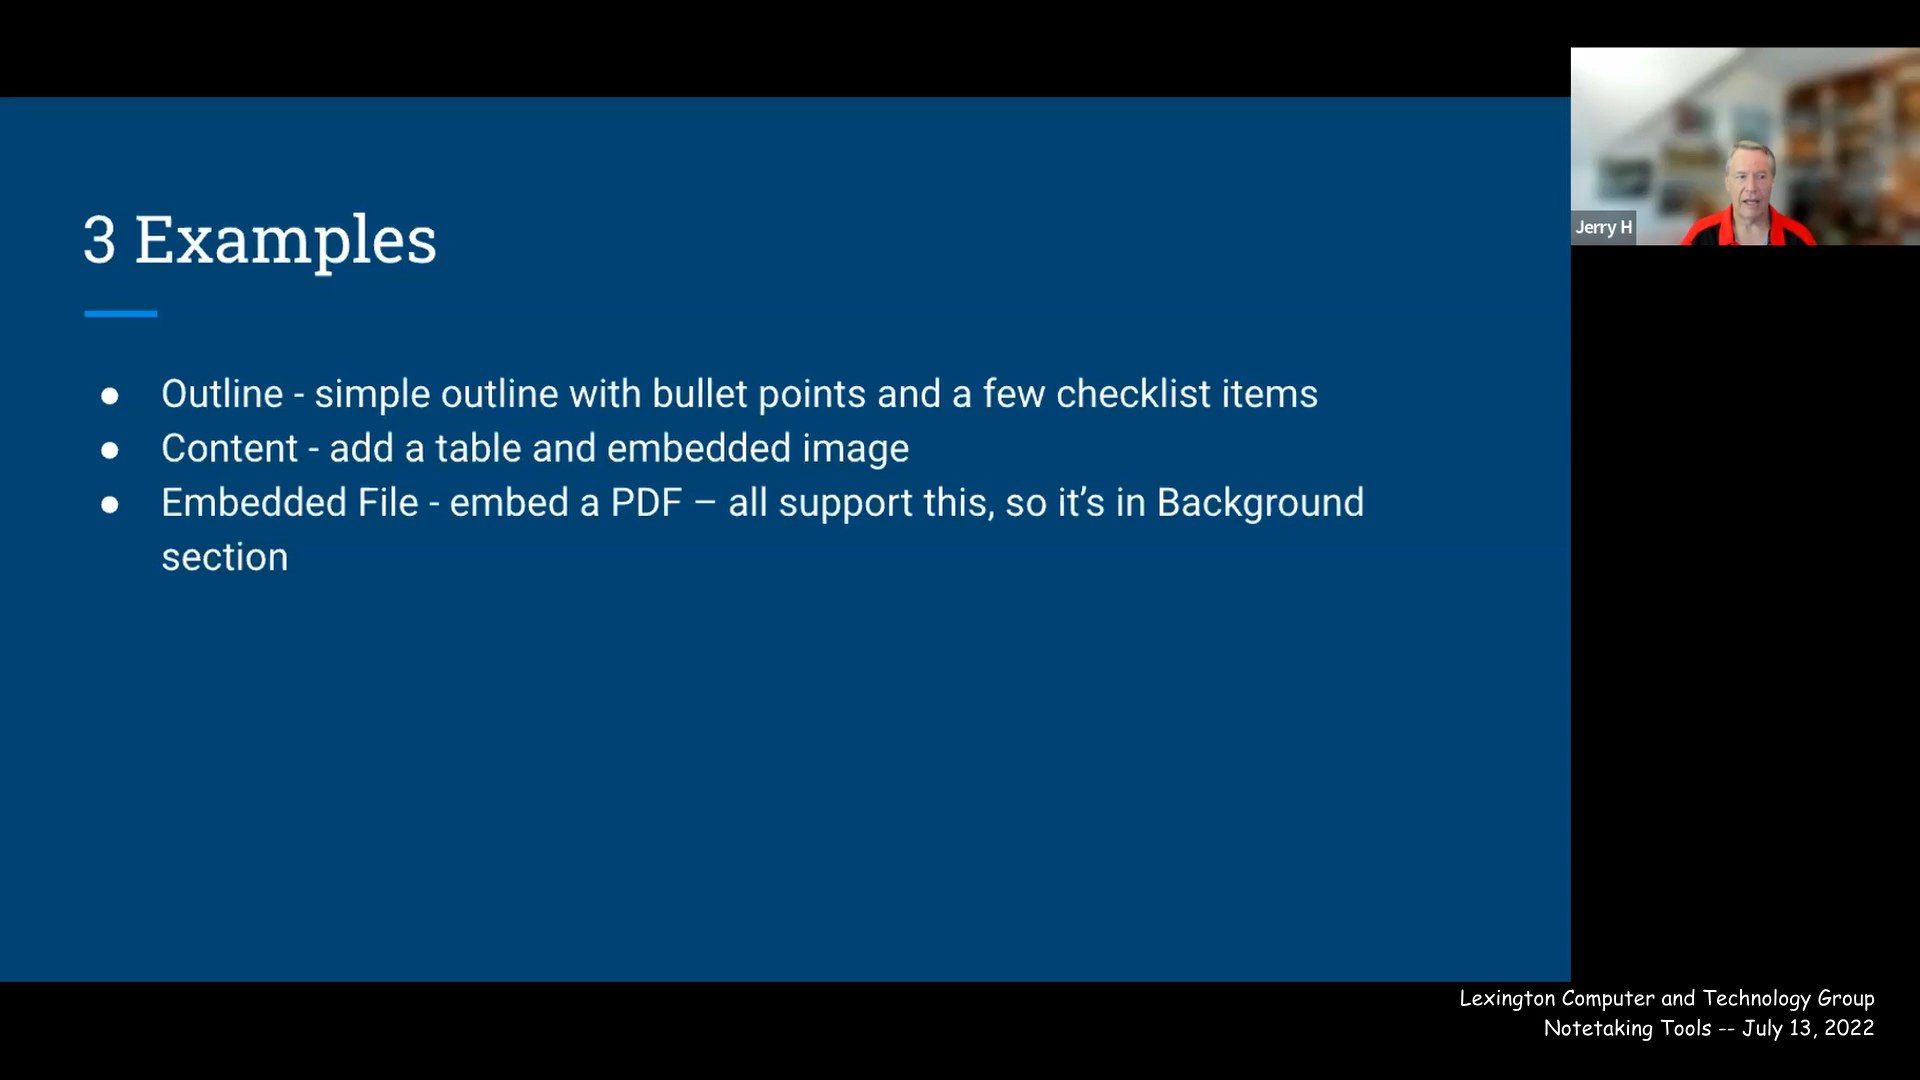 3 Examples
● Outline - simple outline with bullet points and a few checklist items
● Content - add a table and embedded image
● Embedded File - embed a PDF – all support this, so it’s in Background
section
Jerry H
Lexington Computer and Technology Group
Notetaking Tools -- July 13, 2022